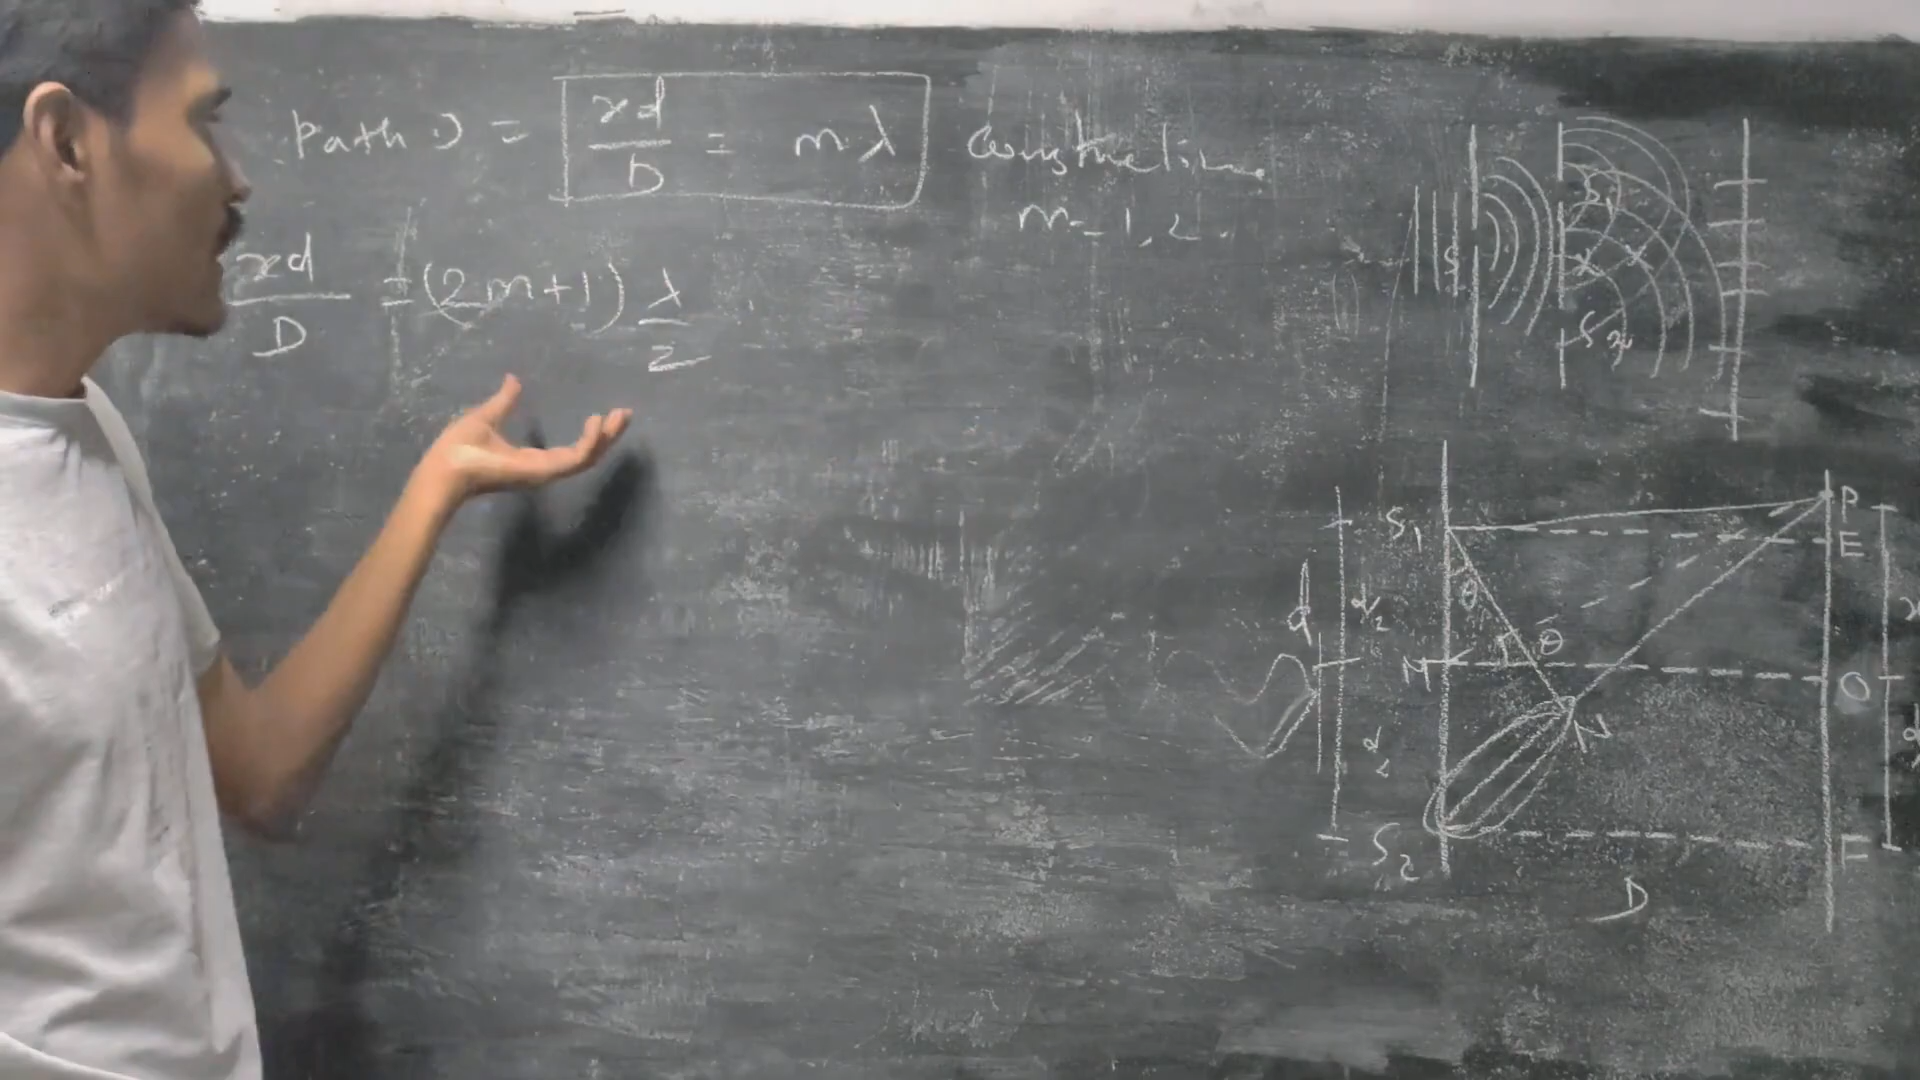 Path D = xd/D = mλ Constructive
m = 1, 2.
xd/D = (2m+1) λ/2
S
S1
S2
P
S1
E
d
d/2
θ
θ
M
O
N
d/2
S2
F
D